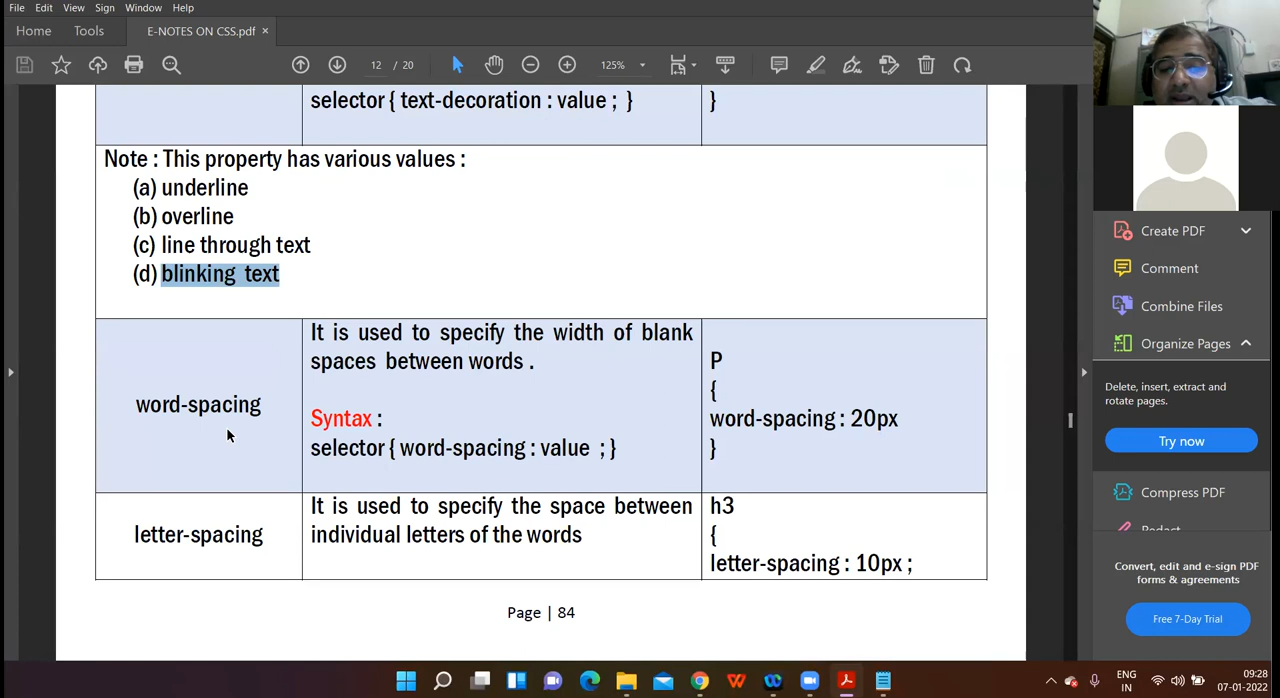 File Edit View Sign Window Help
Home Tools E-NOTES ON CSS.pdf ×
12 / 20 125%
selector { text-decoration : value ; } }
Note : This property has various values :
(a) underline
(b) overline
(c) line through text
(d) blinking text
word-spacing
It is used to specify the width of blank
spaces between words .
Syntax :
selector { word-spacing : value ; }
P
{
word-spacing : 20px
}
letter-spacing
It is used to specify the space between
individual letters of the words
h3
{
letter-spacing : 10px ;
Page | 84
Create PDF
Comment
Combine Files
Organize Pages
Delete, insert, extract and
rotate pages.
Try now
Compress PDF
Redact
Convert, edit and e-sign PDF
forms & agreements
Free 7-Day Trial
ENG
IN
09:28
07-01-2022